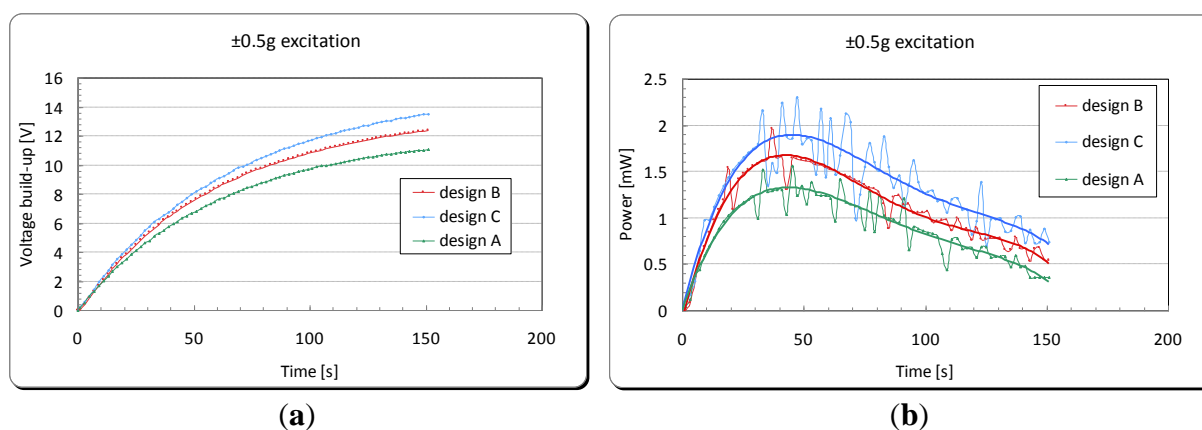 ±0.5g excitation
Voltage build-up [V]
16
14
12
10
8
6
4
2
0
0 50 100 150 200
Time [s]
design B
design C
design A
(a)
±0.5g excitation
Power [mW]
2.5
2
1.5
1
0.5
0
0 50 100 150 200
Time [s]
design B
design C
design A
(b)